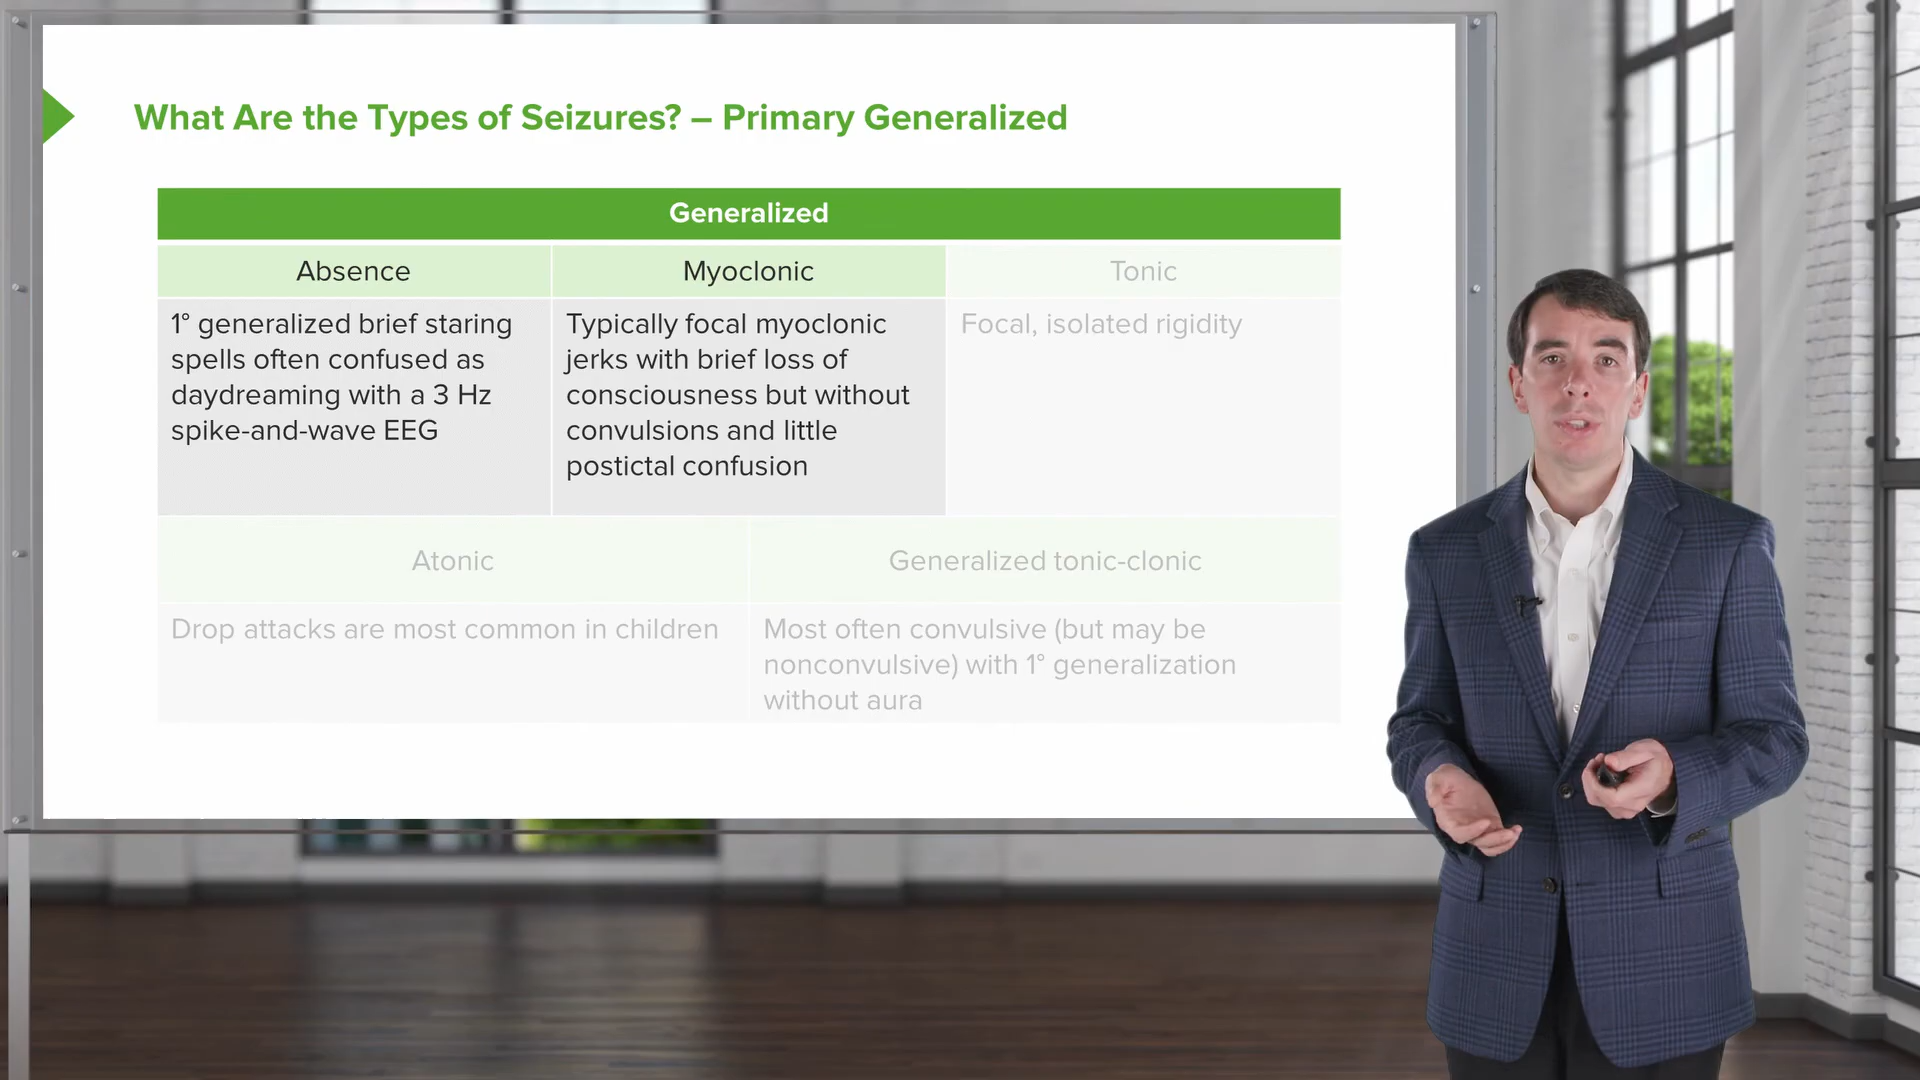 What Are the Types of Seizures? – Primary Generalized
Generalized
Absence
Myoclonic
Tonic
1° generalized brief staring
spells often confused as
daydreaming with a 3 Hz
spike-and-wave EEG
Typically focal myoclonic
jerks with brief loss of
consciousness but without
convulsions and little
postictal confusion
Focal, isolated rigidity
Atonic
Generalized tonic-clonic
Drop attacks are most common in children
Most often convulsive (but may be
nonconvulsive) with 1° generalization
without aura